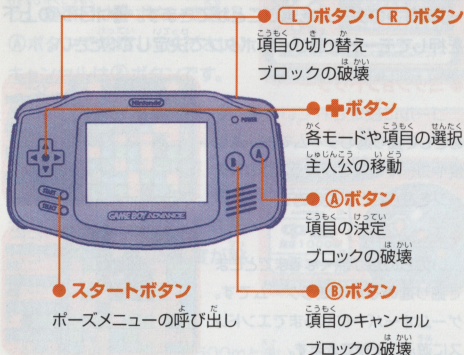 Lボタン・Rボタン
項目の切り替え
ブロックの破壊
✚ボタン
各モードや項目の選択
主人公の移動
Ⓐボタン
項目の決定
ブロックの破壊
Ⓑボタン
項目のキャンセル
ブロックの破壊
スタートボタン
ポーズメニューの呼び出し
Nintendo
POWER
B
A
START
SELECT
GAME BOY ADVANCE